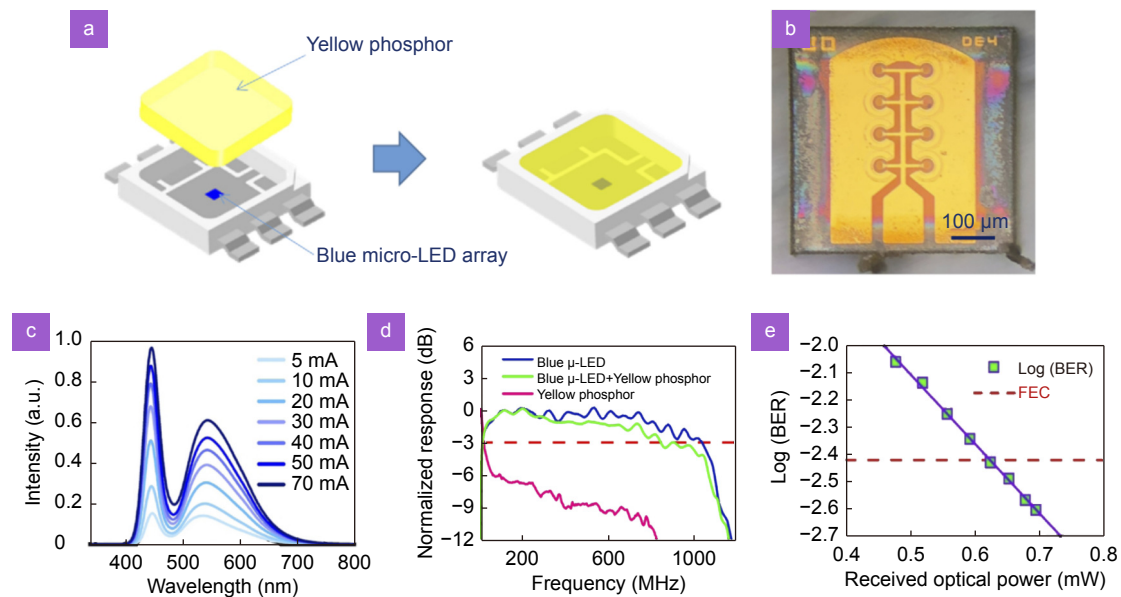 a
Yellow phosphor
Blue micro-LED array
b
DE4
100 μm
c
1.0
0.8
0.6
0.4
0.2
0
400 500 600 700 800
Intensity (a.u.)
Wavelength (nm)
5 mA
10 mA
20 mA
30 mA
40 mA
50 mA
70 mA
d
6
3
0
−3
−6
−9
−12
200 600 1000
Normalized response (dB)
Frequency (MHz)
Blue μ-LED
Blue μ-LED+Yellow phosphor
Yellow phosphor
e
−2.0
−2.1
−2.2
−2.3
−2.4
−2.5
−2.6
−2.7
0.4 0.5 0.6 0.7 0.8
Log (BER)
Received optical power (mW)
Log (BER)
FEC